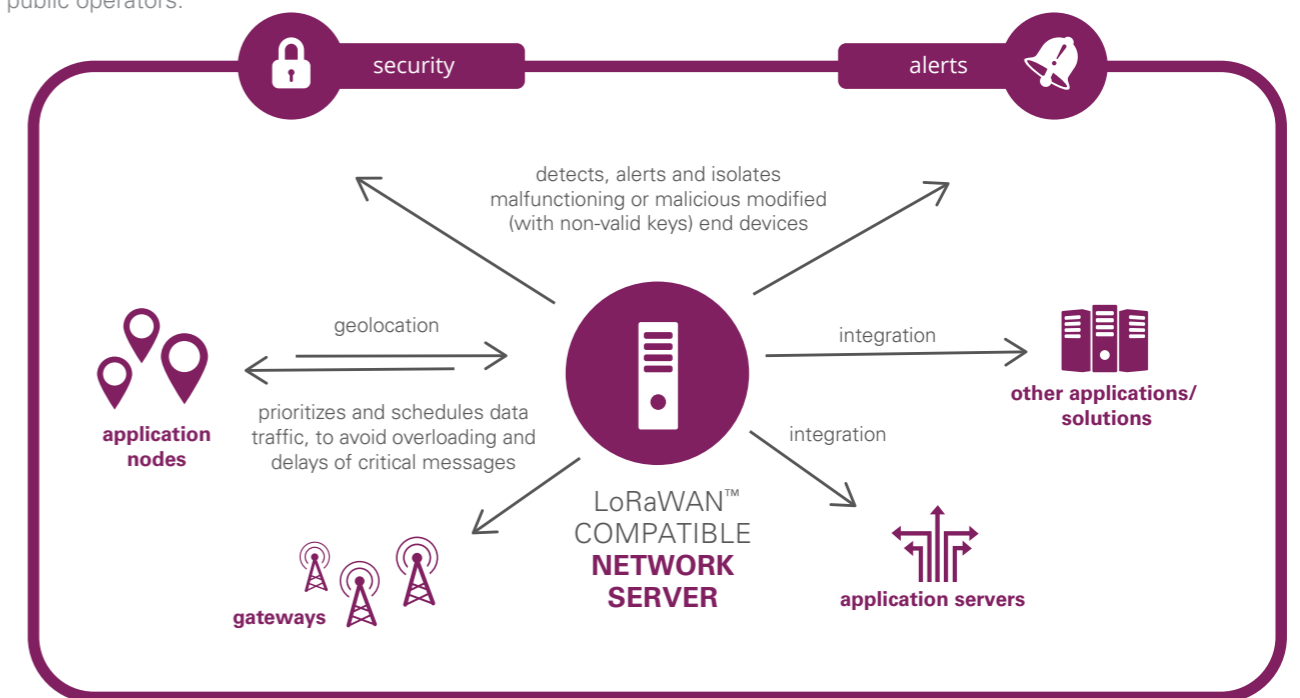 public operators.
security
alerts
detects, alerts and isolates
malfunctioning or malicious modified
(with non-valid keys) end devices
geolocation
integration
other applications/
solutions
application
nodes
prioritizes and schedules data
traffic, to avoid overloading and
delays of critical messages
integration
LoRaWAN™
COMPATIBLE
NETWORK
SERVER
gateways
application servers